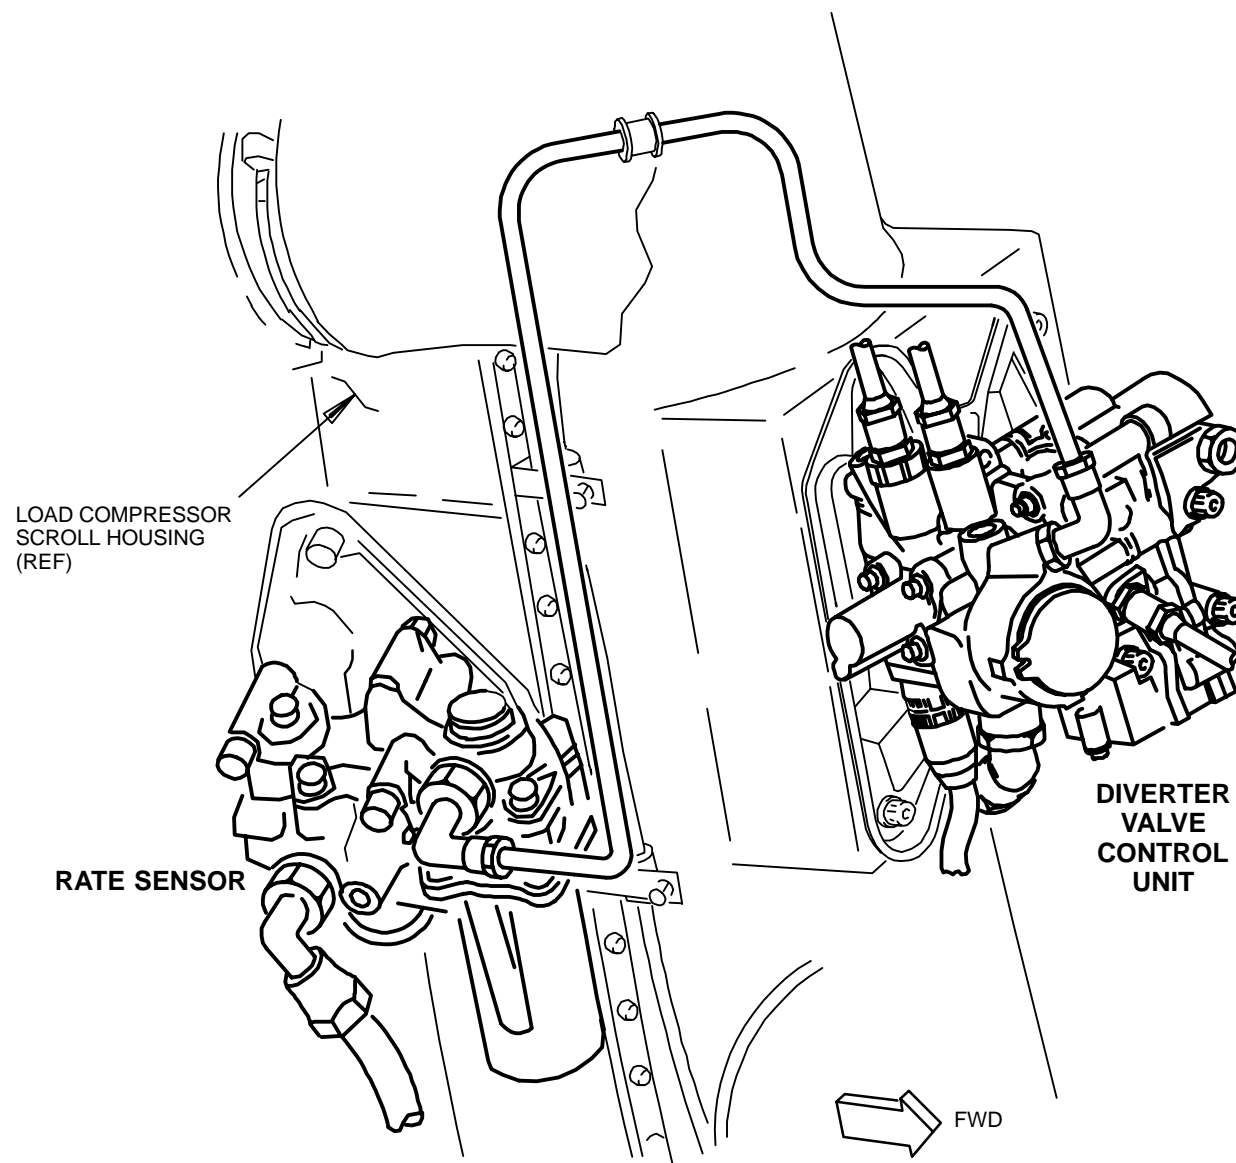 LOAD COMPRESSOR
SCROLL HOUSING
(REF)
RATE SENSOR
DIVERTER
VALVE
CONTROL
UNIT
FWD